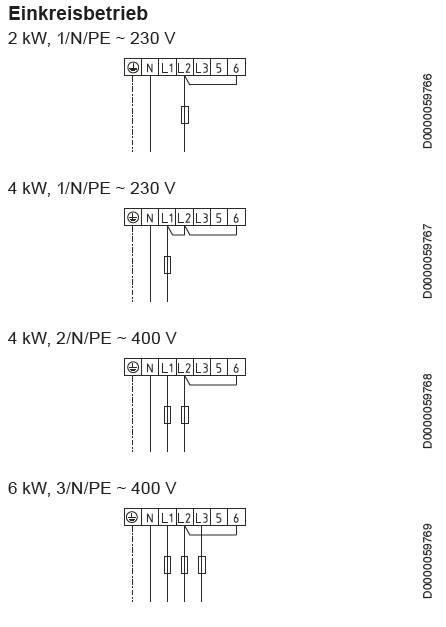 Einkreisbetrieb
2 kW, 1/N/PE ~ 230 V
N L1 L2 L3 5 6
D0000059766
4 kW, 1/N/PE ~ 230 V
N L1 L2 L3 5 6
D0000059767
4 kW, 2/N/PE ~ 400 V
N L1 L2 L3 5 6
D0000059768
6 kW, 3/N/PE ~ 400 V
N L1 L2 L3 5 6
D0000059769